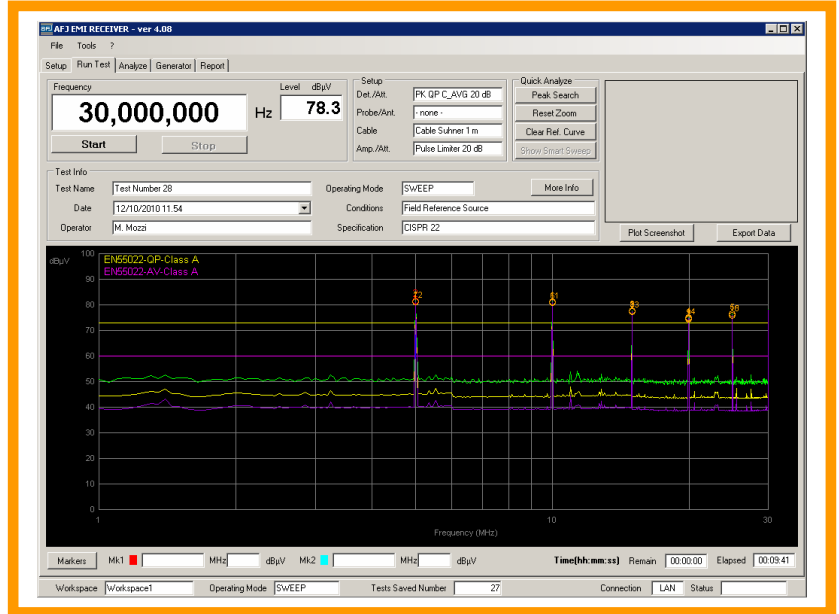 AFJ EMI RECEIVER - ver 4.08
File Tools ?
Setup Run Test Analyze Generator Report
Frequency
30,000,000 Hz
Level dBµV
78.3
Start Stop
Setup
Det./Att. PK QP C_AVG 20 dB
Probe/Ant. - none -
Cable Cable Suhner 1 m
Amp./Att. Pulse Limiter 20 dB
Quick Analyze
Peak Search
Reset Zoom
Clear Ref. Curve
Show Smart Sweep
Test Info
Test Name Test Number 28
Operating Mode SWEEP
More Info
Date 12/10/2010 11.54
Conditions Field Reference Source
Operator M. Mozzi
Specification CISPR 22
Plot Screenshot Export Data
dBµV
100
90
80
70
60
50
40
30
20
10
0
EN55022-QP-Class A
EN55022-AV-Class A
1 10 30
Frequency (MHz)
Markers Mk1 MHz dBµV Mk2 MHz dBµV Time(hh:mm:ss) Remain 00:00:00 Elapsed 00:09:41
Workspace Workspace1 Operating Mode SWEEP Tests Saved Number 27 Connection LAN Status